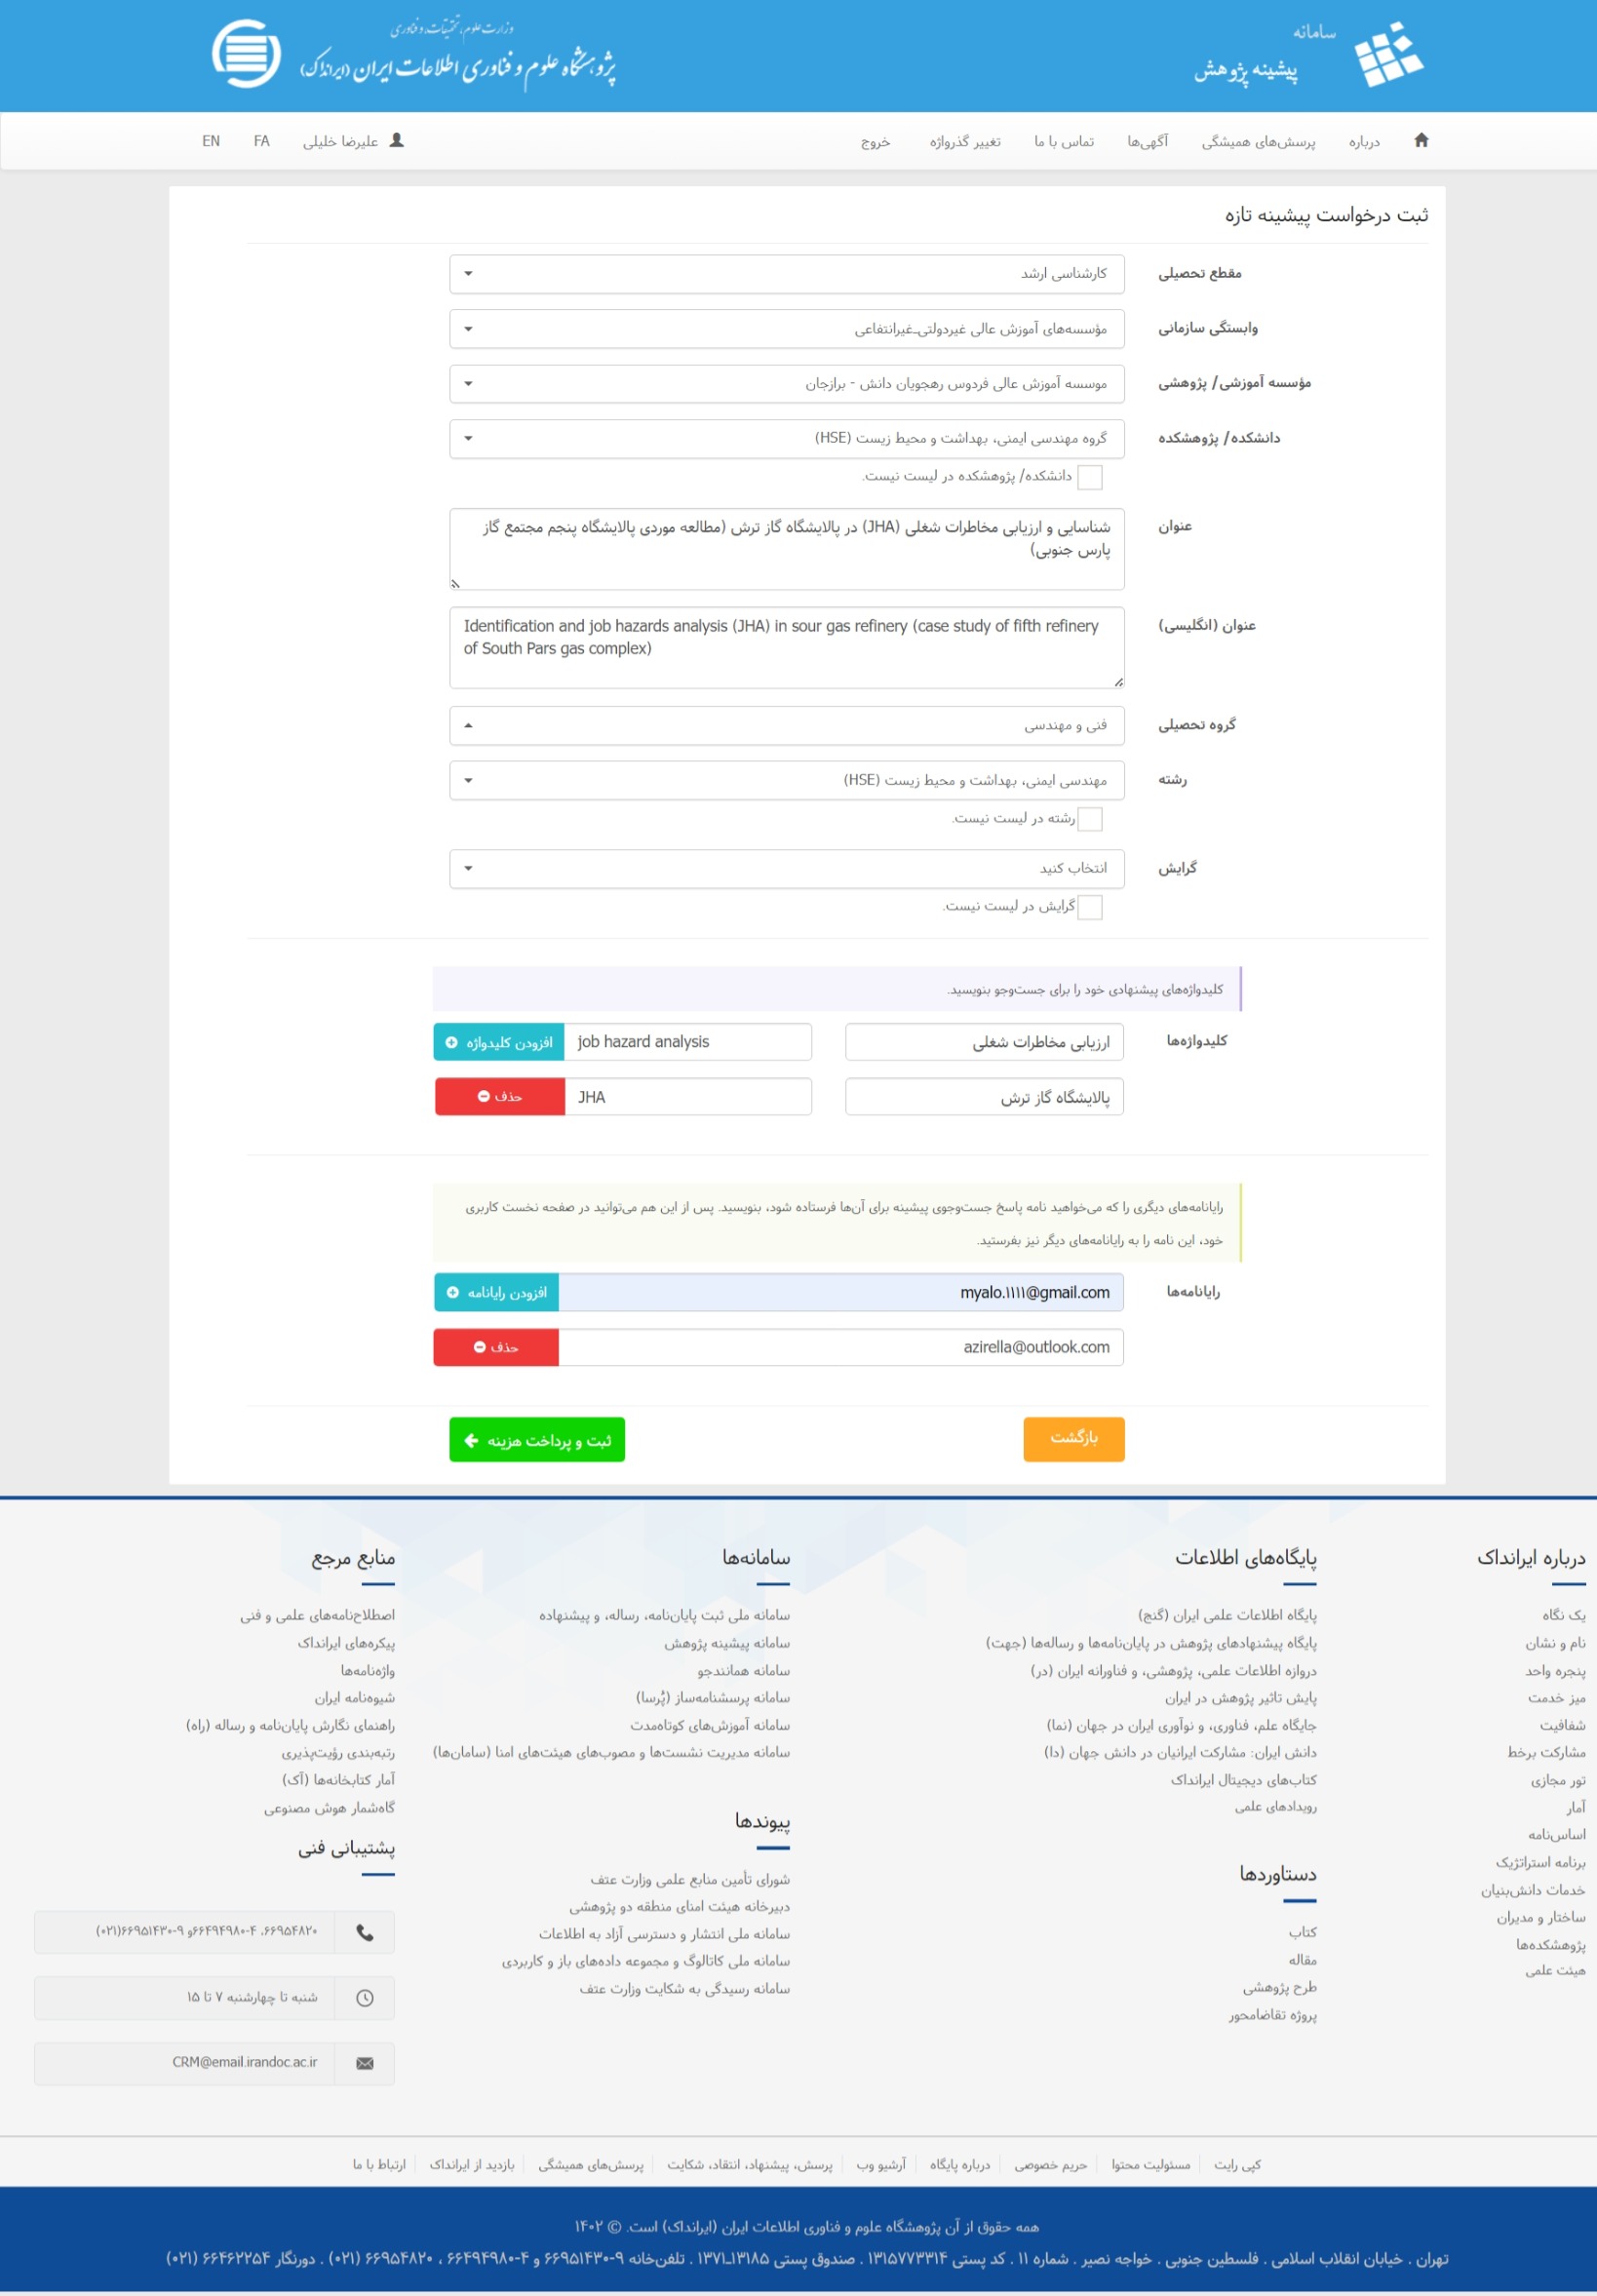 سامانه
پیشینه پژوهش
وزارت علوم، تحقیقات و فناوری
پژوهشگاه علوم و فناوری اطلاعات ایران (ایرانداک)
درباره
پرسش‌های همیشگی
آگهی‌ها
تماس با ما
تغییر گذرواژه
خروج
علیرضا خلیلی
FA
EN
ثبت درخواست پیشینه تازه
مقطع تحصیلی
کارشناسی ارشد
وابستگی سازمانی
مؤسسه‌های آموزش عالی غیردولتی_غیرانتفاعی
مؤسسه آموزشی/ پژوهشی
موسسه آموزش عالی فردوس رهجویان دانش - برازجان
دانشکده/ پژوهشکده
گروه مهندسی ایمنی، بهداشت و محیط زیست (HSE)
دانشکده/ پژوهشکده در لیست نیست.
عنوان
شناسایی و ارزیابی مخاطرات شغلی (JHA) در پالایشگاه گاز ترش (مطالعه موردی پالایشگاه پنجم مجتمع گاز
پارس جنوبی)
عنوان (انگلیسی)
Identification and job hazards analysis (JHA) in sour gas refinery (case study of fifth refinery
of South Pars gas complex)
گروه تحصیلی
فنی و مهندسی
رشته
مهندسی ایمنی، بهداشت و محیط زیست (HSE)
رشته در لیست نیست.
گرایش
انتخاب کنید
گرایش در لیست نیست.
کلیدواژه‌های پیشنهادی خود را برای جست‌وجو بنویسید.
کلیدواژه‌ها
ارزیابی مخاطرات شغلی
job hazard analysis
افزودن کلیدواژه
پالایشگاه گاز ترش
JHA
حذف
رایانامه‌های دیگری را که می‌خواهید نامه پاسخ جست‌وجوی پیشینه برای آن‌ها فرستاده شود، بنویسید. پس از این هم می‌توانید در صفحه نخست کاربری
خود، این نامه را به رایانامه‌های دیگر نیز بفرستید.
رایانامه‌ها
myalo.۱۱۱۱@gmail.com
افزودن رایانامه
azirella@outlook.com
حذف
بازگشت
ثبت و پرداخت هزینه
درباره ایرانداک
یک نگاه
نام و نشان
پنجره واحد
میز خدمت
شفافیت
مشارکت برخط
تور مجازی
آمار
اساس‌نامه
برنامه استراتژیک
خدمات دانش‌بنیان
ساختار و مدیران
پژوهشکده‌ها
هیئت علمی
پایگاه‌های اطلاعات
پایگاه اطلاعات علمی ایران (گنج)
پایگاه پیشنهادهای پژوهش در پایان‌نامه‌ها و رساله‌ها (جهت)
دروازه اطلاعات علمی، پژوهشی، و فناورانه ایران (در)
پایش تاثیر پژوهش در ایران
جایگاه علم، فناوری، و نوآوری ایران در جهان (نما)
دانش ایران: مشارکت ایرانیان در دانش جهان (دا)
کتاب‌های دیجیتال ایرانداک
رویدادهای علمی
دستاوردها
کتاب
مقاله
طرح پژوهشی
پروژه تقاضامحور
سامانه‌ها
سامانه ملی ثبت پایان‌نامه، رساله، و پیشنهاده
سامانه پیشینه پژوهش
سامانه همانندجو
سامانه پرسشنامه‌ساز (پُرسا)
سامانه آموزش‌های کوتاه‌مدت
سامانه مدیریت نشست‌ها و مصوب‌های هیئت‌های امنا (سامان‌ها)
پیوندها
شورای تأمین منابع علمی وزارت عتف
دبیرخانه هیئت امنای منطقه دو پژوهشی
سامانه ملی انتشار و دسترسی آزاد به اطلاعات
سامانه ملی کاتالوگ و مجموعه داده‌های باز و کاربردی
سامانه رسیدگی به شکایت وزارت عتف
منابع مرجع
اصطلاح‌نامه‌های علمی و فنی
پیکره‌های ایرانداک
واژه‌نامه‌ها
شیوه‌نامه ایران
راهنمای نگارش پایان‌نامه و رساله (راه)
رتبه‌بندی رؤیت‌پذیری
آمار کتابخانه‌ها (آک)
گاه‌شمار هوش مصنوعی
پشتیبانی فنی
۶۶۹۵۴۸۲۰، ۴-۶۶۴۹۴۹۸۰و ۹-۶۶۹۵۱۴۳۰(۰۲۱)
شنبه تا چهارشنبه ۷ تا ۱۵
CRM@email.irandoc.ac.ir
کپی رایت
مسئولیت محتوا
حریم خصوصی
درباره پایگاه
آرشیو وب
پرسش، پیشنهاد، انتقاد، شکایت
پرسش‌های همیشگی
بازدید از ایرانداک
ارتباط با ما
همه حقوق از آن پژوهشگاه علوم و فناوری اطلاعات ایران (ایرانداک) است. © ۱۴۰۲
تهران . خیابان انقلاب اسلامی . فلسطین جنوبی . خواجه نصیر . شماره ۱۱ . کد پستی ۱۳۱۵۷۷۳۳۱۴ . صندوق پستی ۱۳۱۸۵_۱۳۷۱ . تلفن‌خانه ۹-۶۶۹۵۱۴۳۰ و ۴-۶۶۴۹۴۹۸۰ ، ۶۶۹۵۴۸۲۰ (۰۲۱) . دورنگار ۶۶۴۶۲۲۵۴ (۰۲۱)